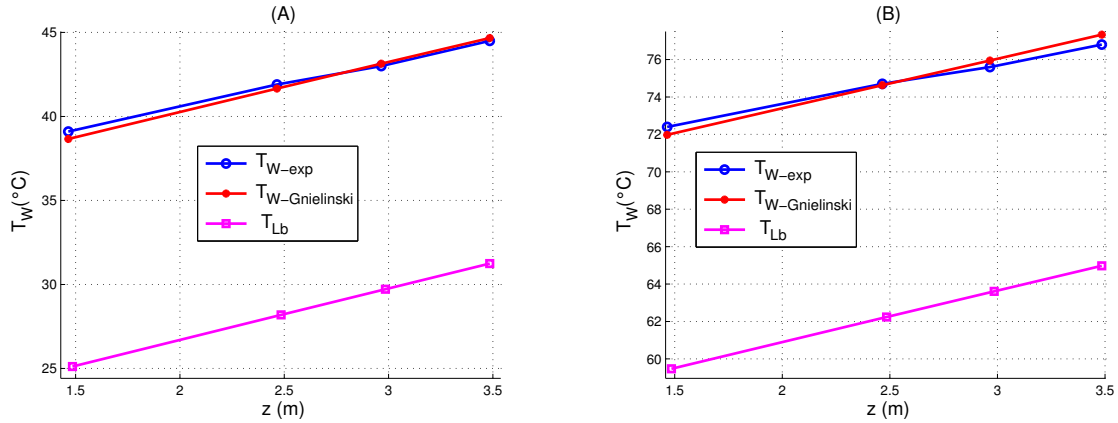 (A)
45
40
35
30
25
T_W(°C)
T_W-exp
T_W-Gnielinski
T_Lb
1.5 2 2.5 3 3.5
z (m)
(B)
76
74
72
70
68
66
64
62
60
T_W(°C)
T_W-exp
T_W-Gnielinski
T_Lb
1.5 2 2.5 3 3.5
z (m)